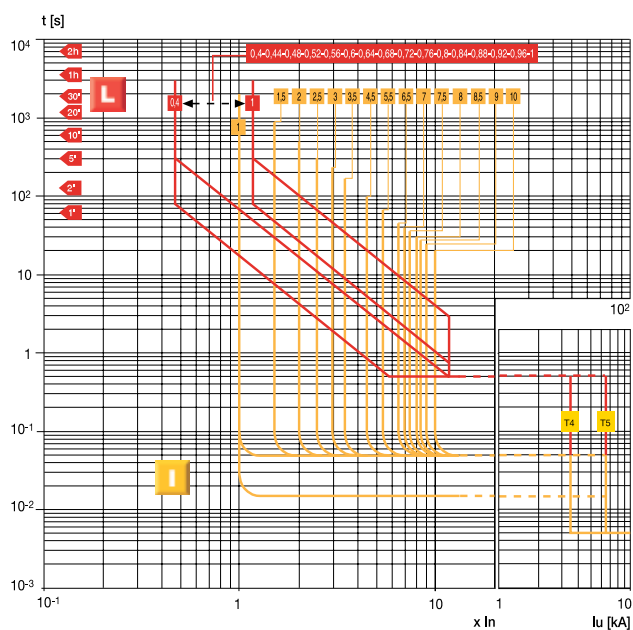 t [s]
10⁴
2h
0,4-0,44-0,48-0,52-0,56-0,6-0,64-0,68-0,72-0,76-0,8-0,84-0,88-0,92-0,96-1
1h
L
30'
0,4
1
1,5 2 2,5 3 3,5 4,5 5,5 6,5 7 7,5 8 8,5 9 10
10³
20'
1
10'
5'
10²
2'
1'
10
10²
1
10⁻¹
T4 T5
I
10⁻²
10⁻³
10⁻¹ 1 10 1 10
x In Iu [kA]